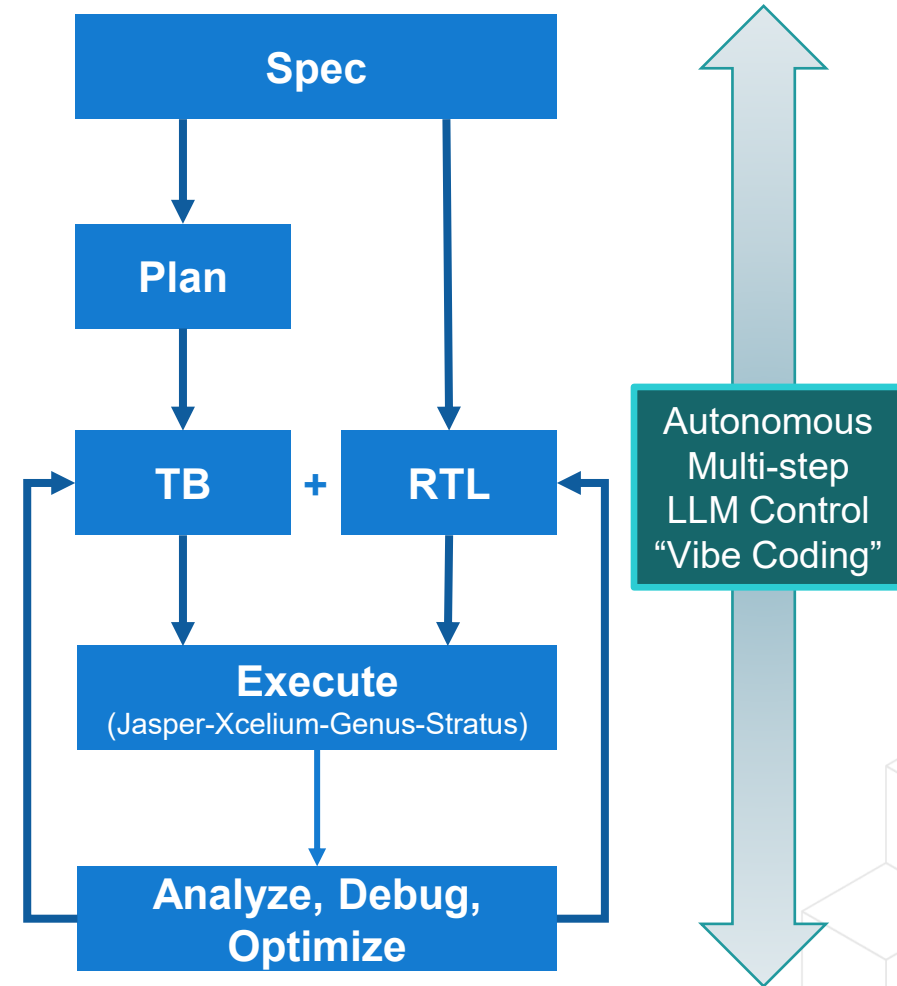 Spec
Plan
TB
+
RTL
Autonomous
Multi-step
LLM Control
“Vibe Coding”
Execute
(Jasper-Xcelium-Genus-Stratus)
Analyze, Debug,
Optimize